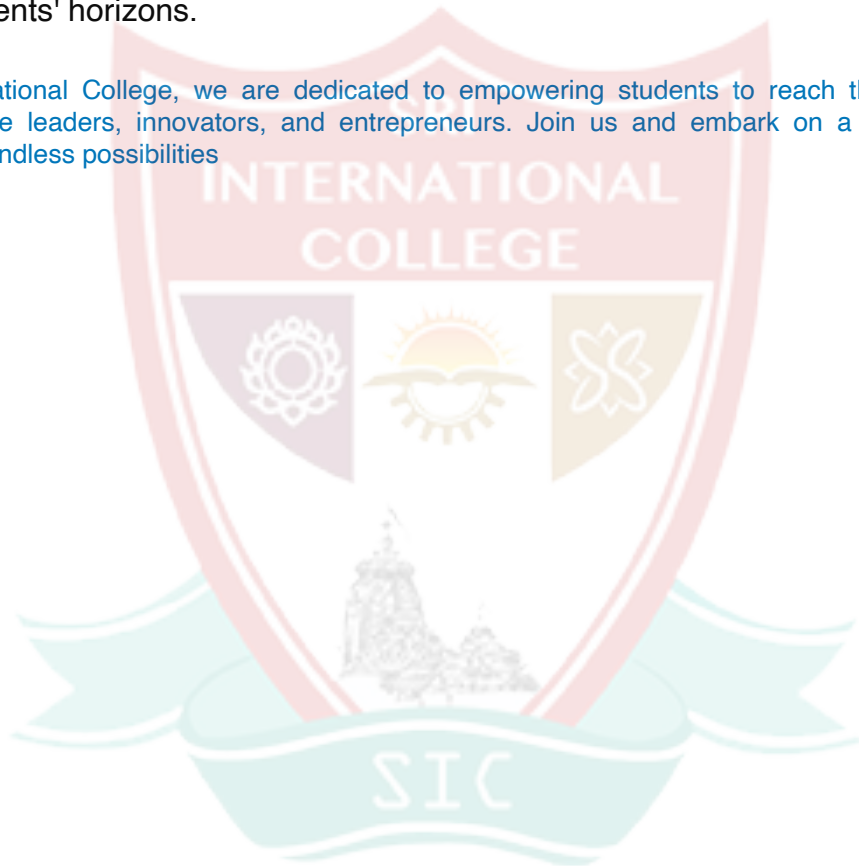 ents' horizons.
ational College, we are dedicated to empowering students to reach th
e leaders, innovators, and entrepreneurs. Join us and embark on a
ndless possibilities
SRI
INTERNATIONAL
COLLEGE
SIC